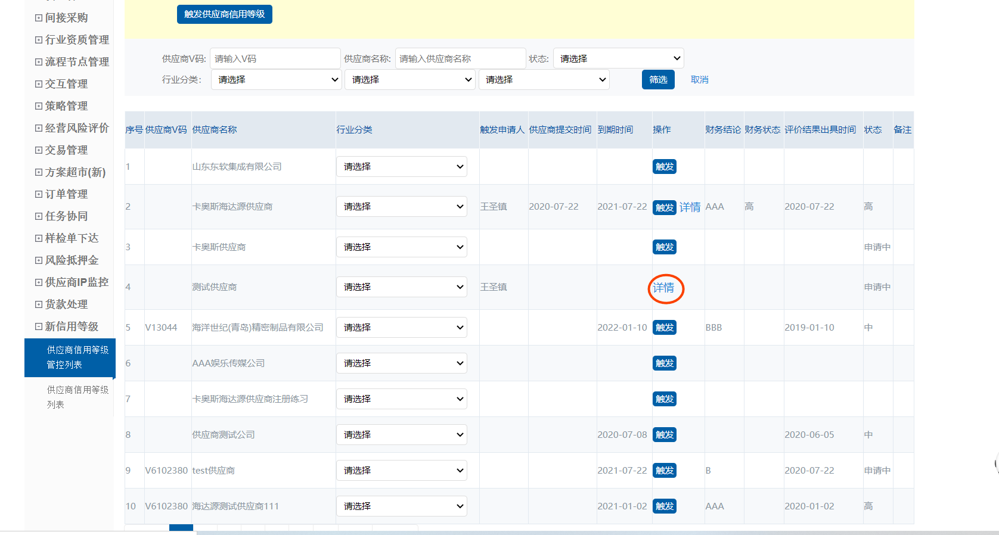 间接采购
行业资质管理
流程节点管理
交互管理
策略管理
经营风险评价
交易管理
方案超市(新)
订单管理
任务协同
样检单下达
风险抵押金
供应商IP监控
货款处理
新信用等级
供应商信用等级
管控列表
供应商信用等级
列表
触发供应商信用等级
供应商V码: 请输入V码 供应商名称: 请输入供应商名称 状态: 请选择
行业分类: 请选择 请选择 请选择 筛选 取消
序号 供应商V码 供应商名称 行业分类 触发申请人 供应商提交时间 到期时间 操作 财务结论 财务状态 评价结果出具时间 状态 备注
1 山东东软集成有限公司 请选择 触发
2 卡奥斯海达源供应商 请选择 王圣镇 2020-07-22 2021-07-22 触发 详情 AAA 高 2020-07-22 高
3 卡奥斯供应商 请选择 触发 申请中
4 测试供应商 请选择 王圣镇 详情 申请中
5 V13044 海洋世纪(青岛)精密制品有限公司 请选择 2022-01-10 触发 BBB 2019-01-10 中
6 AAA娱乐传媒公司 请选择 触发
7 卡奥斯海达源供应商注册练习 请选择 触发
8 供应商测试公司 请选择 2020-07-08 触发 2020-06-05 中
9 V6102380 test供应商 请选择 2021-07-22 触发 B 2020-07-22 申请中
10 V6102380 海达源测试供应商111 请选择 2021-01-02 触发 AAA 2020-01-02 高